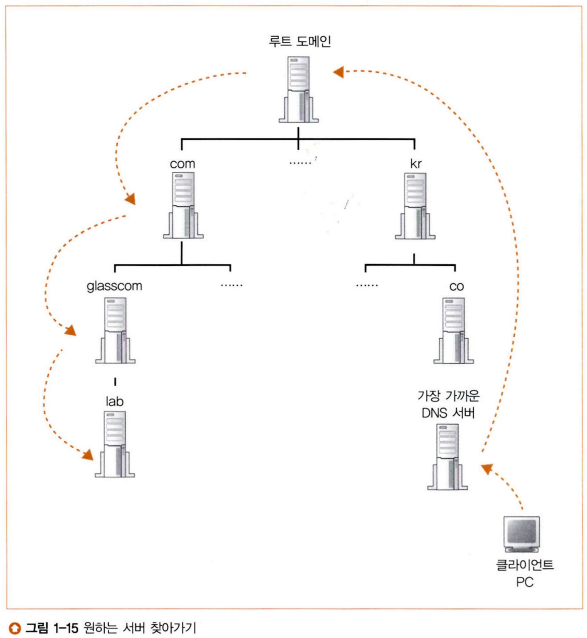 루트 도메인
com
......
kr
glasscom
......
......
co
lab
가장 가까운
DNS 서버
클라이언트
PC
그림 1-15 원하는 서버 찾아가기